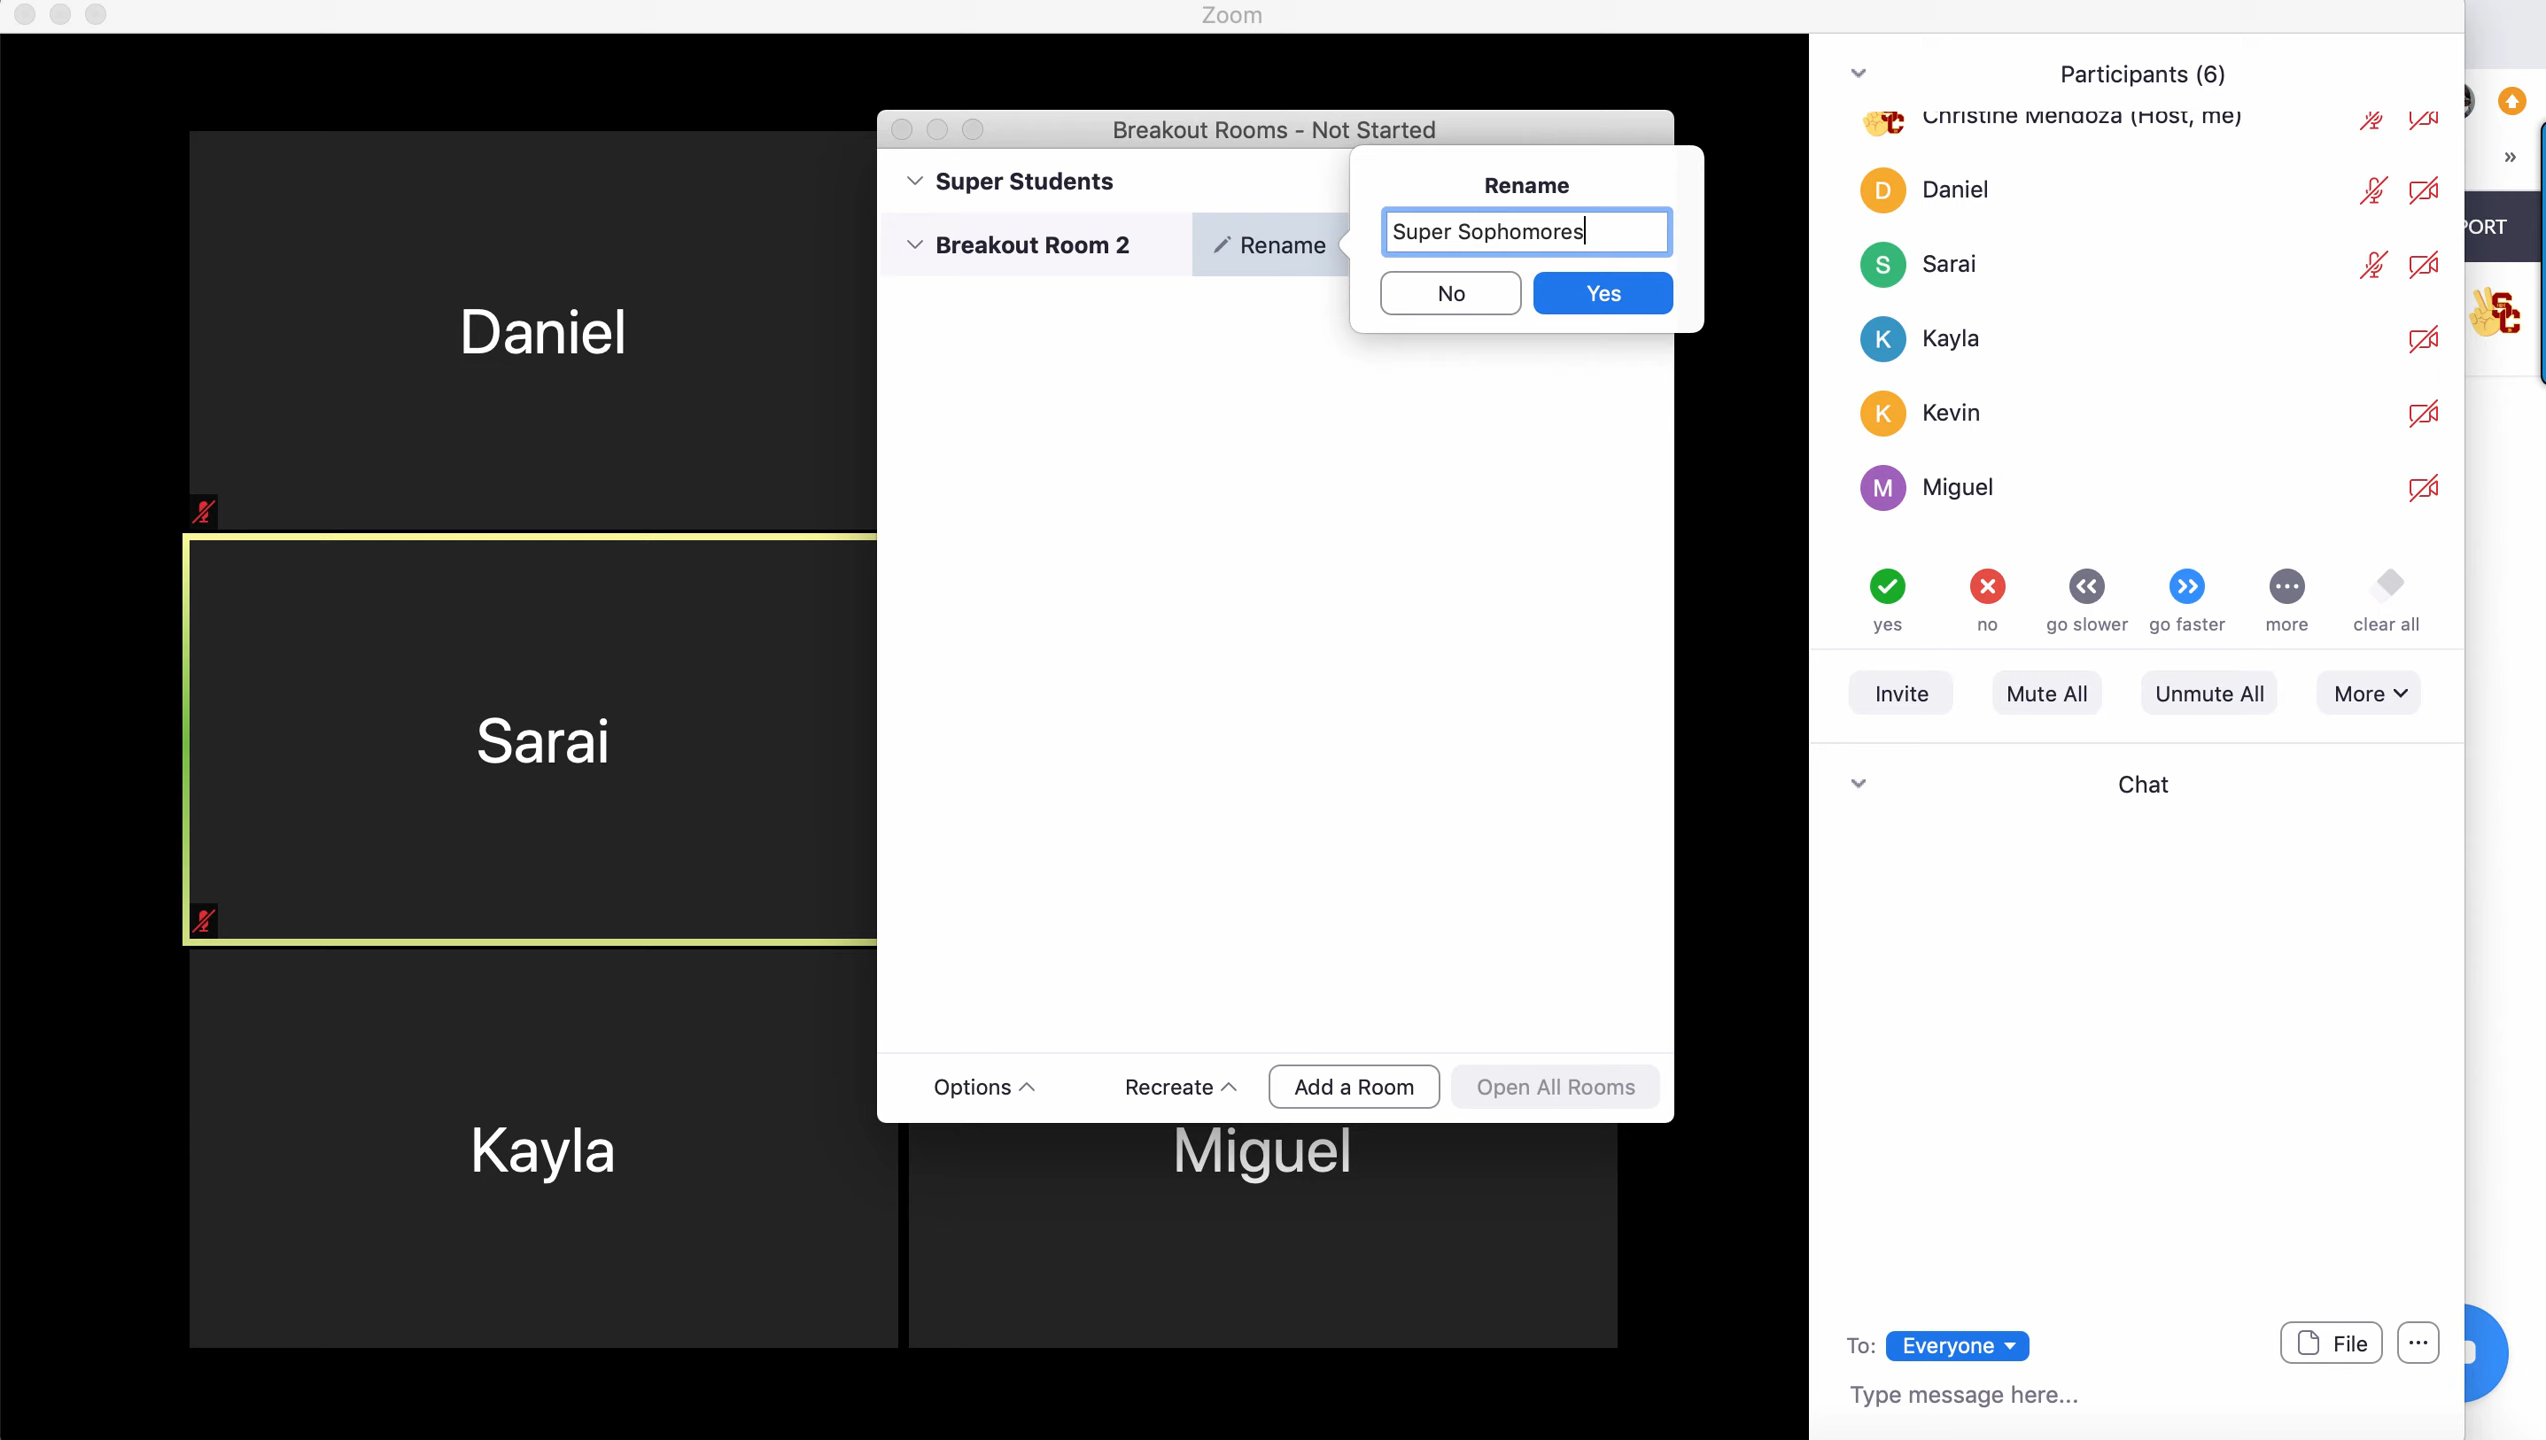 Zoom
Daniel
Sarai
Kayla
Miguel
Breakout Rooms - Not Started
Super Students
Breakout Room 2
Rename
Rename
Super Sophomores
No
Yes
Options
Recreate
Add a Room
Open All Rooms
Participants (6)
Christine Mendoza (Host, me)
D Daniel
S Sarai
K Kayla
K Kevin
M Miguel
yes
no
go slower
go faster
more
clear all
Invite
Mute All
Unmute All
More
Chat
To: Everyone
File
Type message here...
PORT
SC